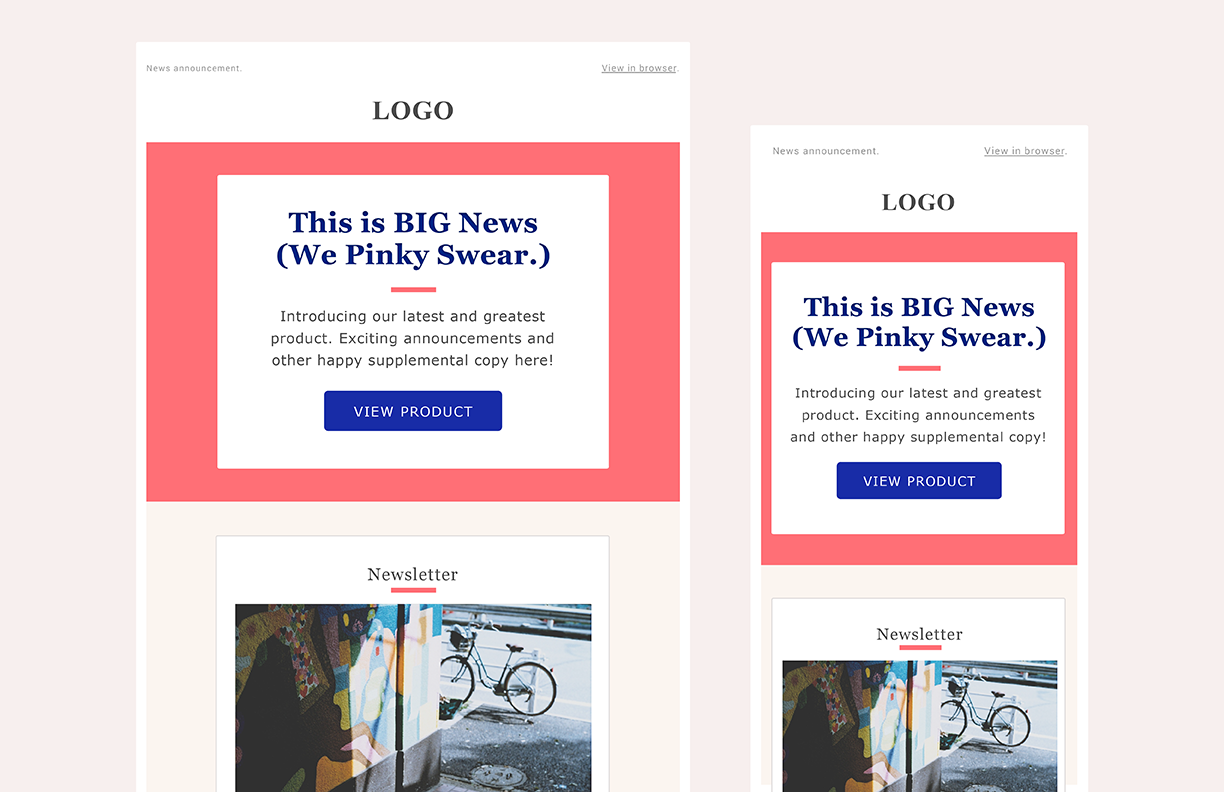 News announcement.
View in browser.
LOGO
This is BIG News
(We Pinky Swear.)
Introducing our latest and greatest
product. Exciting announcements and
other happy supplemental copy here!
VIEW PRODUCT
Newsletter
News announcement.
View in browser.
LOGO
This is BIG News
(We Pinky Swear.)
Introducing our latest and greatest
product. Exciting announcements
and other happy supplemental copy!
VIEW PRODUCT
Newsletter